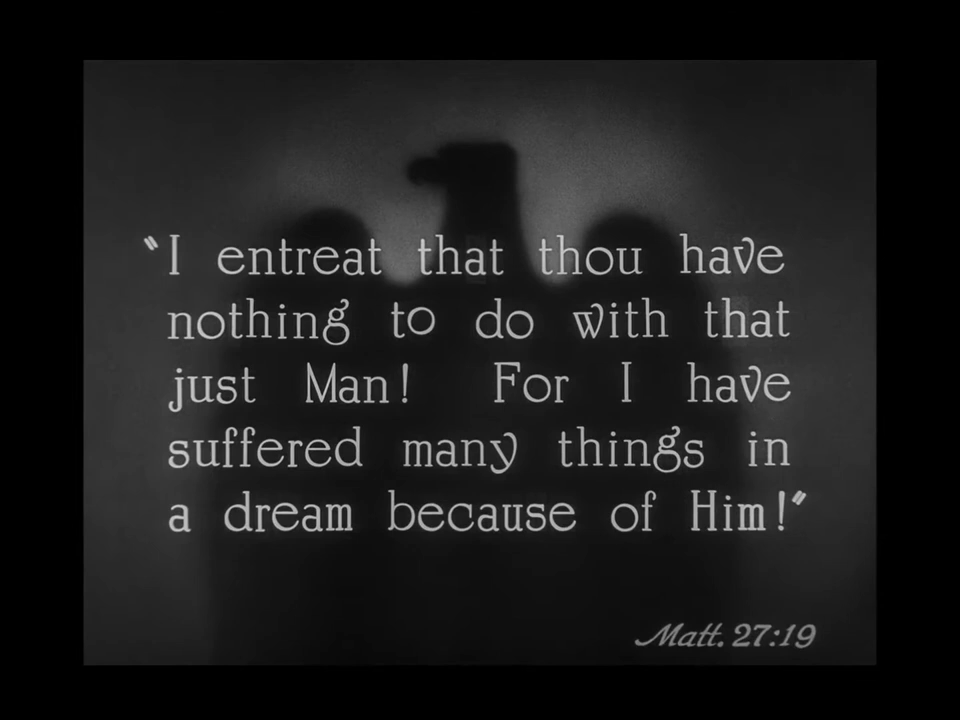 "I entreat that thou have
nothing to do with that
just Man! For I have
suffered many things in
a dream because of Him!"
Matt. 27:19